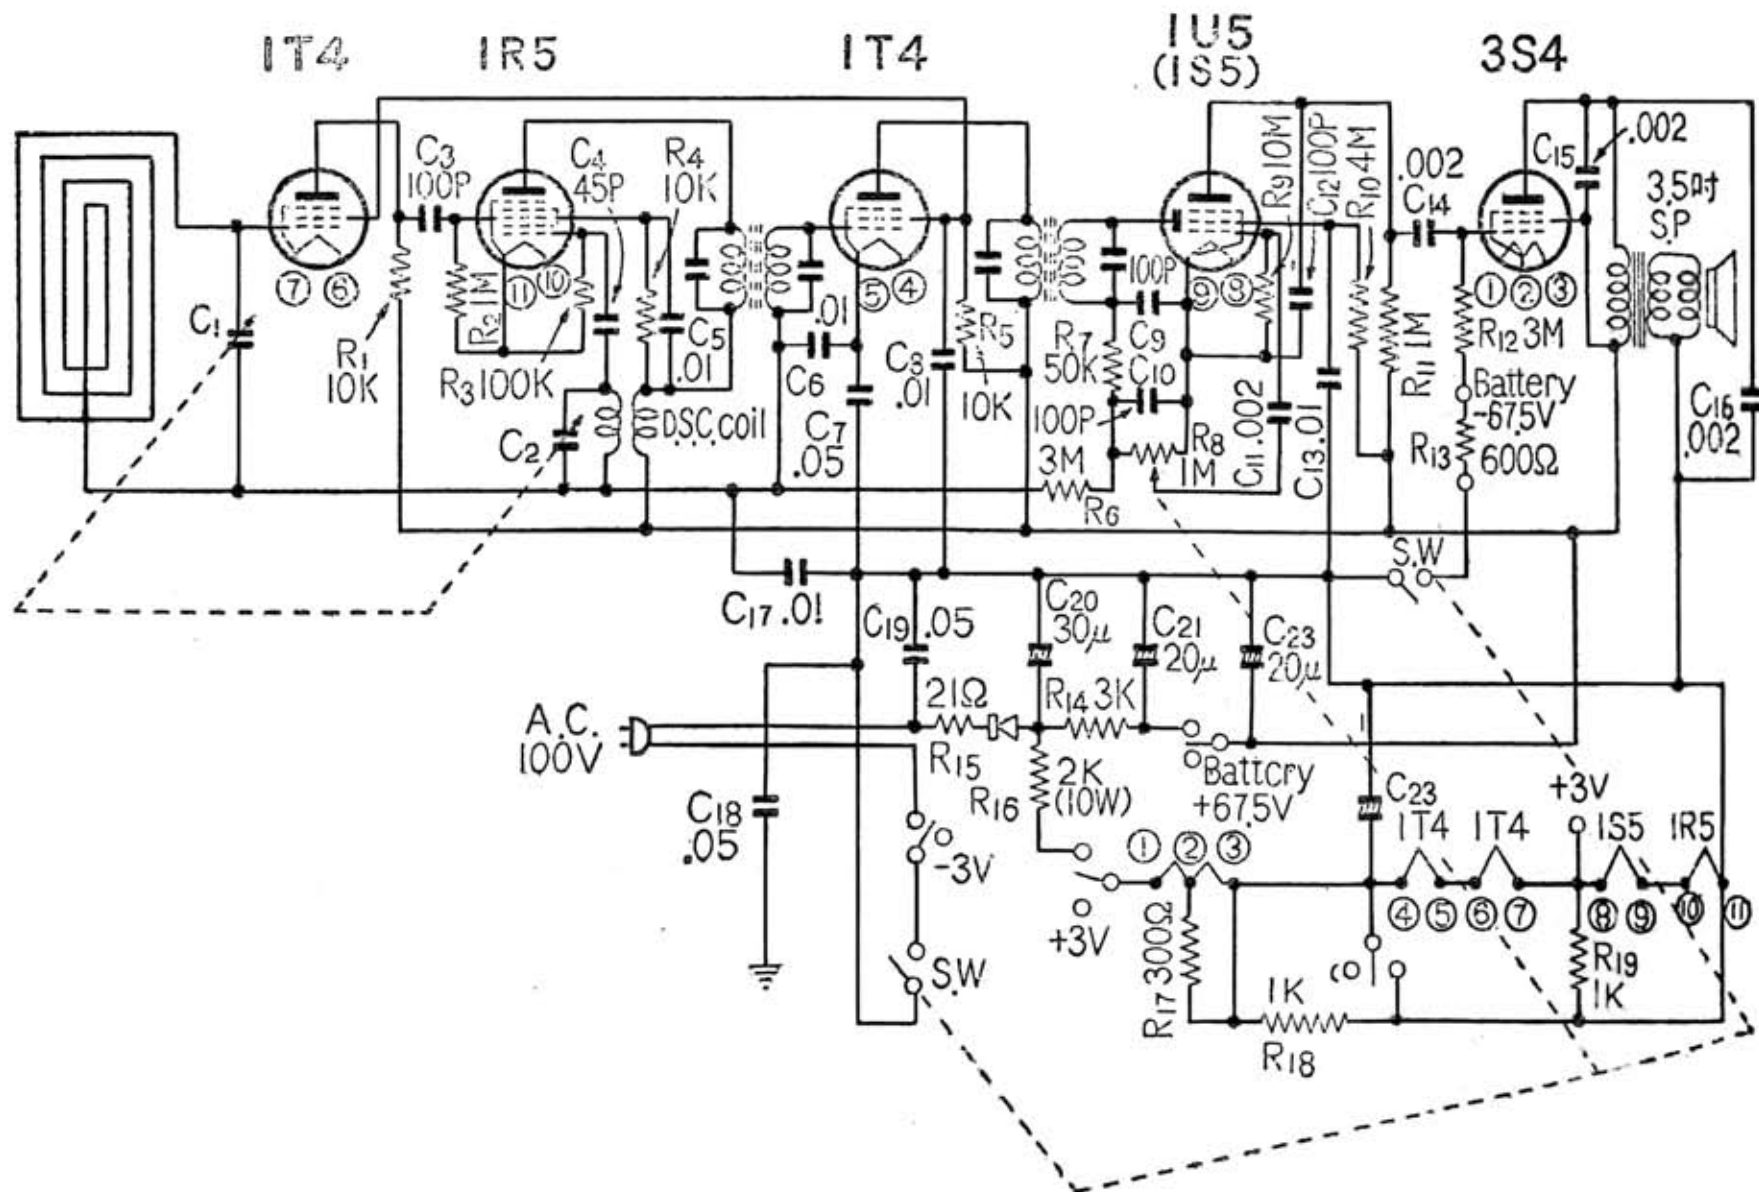 1T4
1R5
1T4
1U5
(1S5)
3S4
C3
100P
C4
45P
R4
10K
R9 10M
C12 100P
R10 4M
.002
C14
C15
.002
3,5吋
S.P
⑦ ⑥
⑪ ⑩
⑤ ④
⑨ ⑧
① ② ③
C1
R1
10K
R2 1M
R3 100K
C5
.01
C2
D.S.C. coil
.01
C6
C7
.05
C8
.01
R5
10K
100P
C9
R7
50K
C10
100P
3M
R6
R8
1M
C11 .002
C13 .01
R11 1M
R12 3M
Battery
-67.5V
R13
600Ω
C16
.002
S.W
C17 .01
C19 .05
C20
30μ
C21
20μ
C23
20μ
A.C.
100V
21Ω
R15
R14 3K
R16
2K
(10W)
Battcry
+67.5V
C18
.05
-3V
S.W
+3V
① ② ③
R17 300Ω
1K
R18
C23
1T4
1T4
+3V
1S5
1R5
④ ⑤ ⑥ ⑦ ⑧ ⑨ ⑩ ⑪
R19
1K